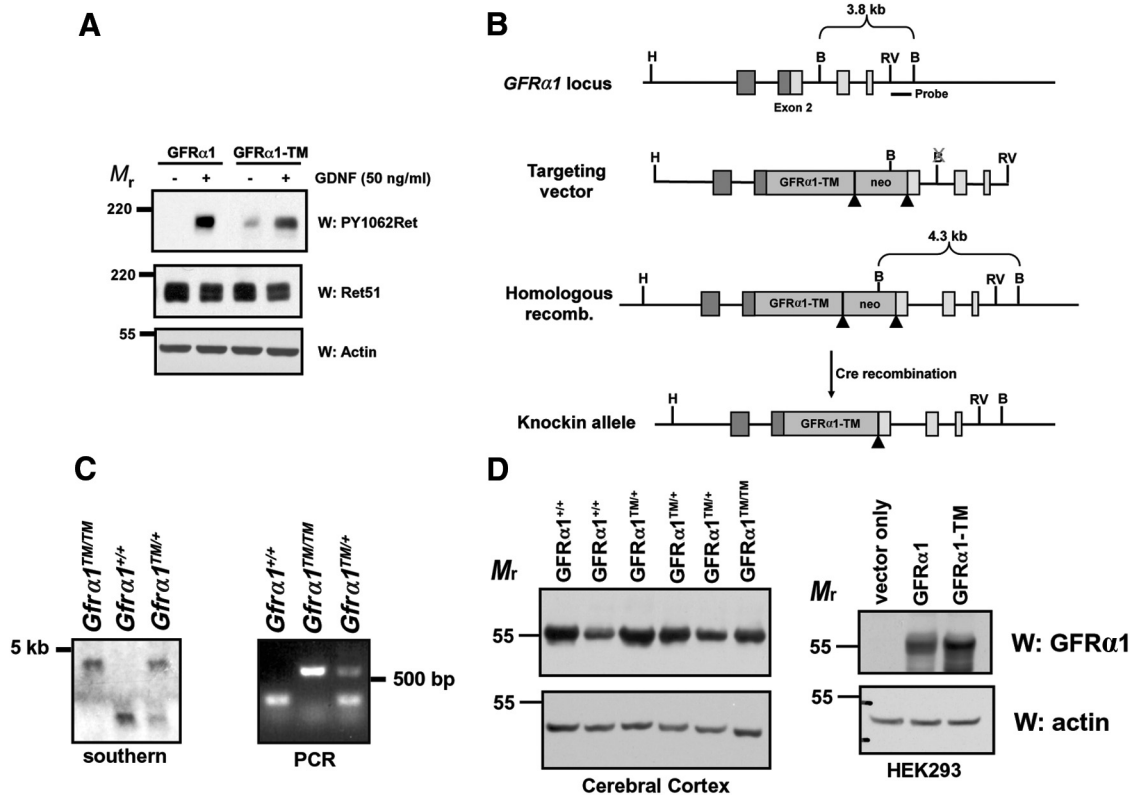 A
GFRα1 GFRα1-TM
Mr - + - + GDNF (50 ng/ml)
220
W: PY1062Ret
220
W: Ret51
55
W: Actin
B
3.8 kb
H B RV B
GFRα1 locus
Probe
Exon 2
H B B RV
Targeting
vector
GFRα1-TM neo
4.3 kb
H B RV B
Homologous
recomb.
GFRα1-TM neo
Cre recombination
H RV B
Knockin allele
GFRα1-TM
C
Gfrα1TM/TM
Gfrα1+/+
Gfrα1TM/+
5 kb
southern
Gfrα1+/+
Gfrα1TM/TM
Gfrα1TM/+
500 bp
PCR
D
GFRα1+/+
GFRα1+/+
GFRα1TM/+
GFRα1TM/+
GFRα1TM/+
GFRα1TM/TM
Mr
55
55
Cerebral Cortex
vector only
GFRα1
GFRα1-TM
Mr
55
W: GFRα1
55
W: actin
HEK293